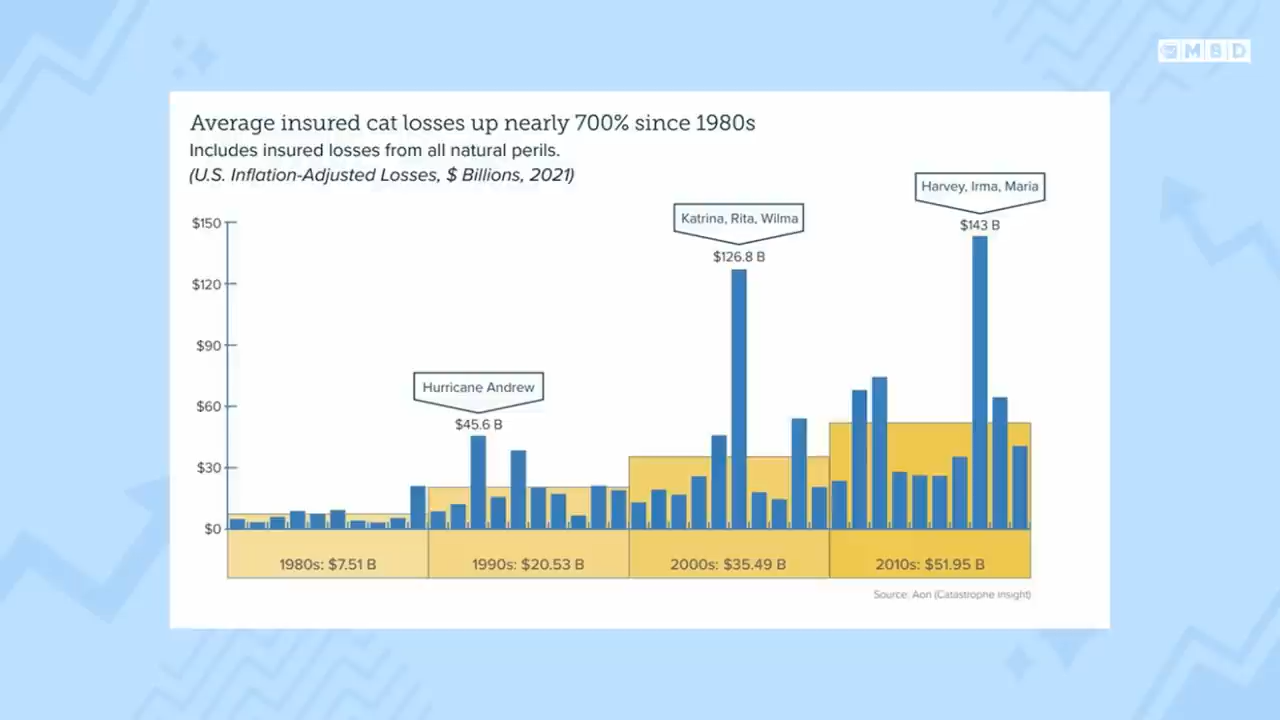 MBD
Average insured cat losses up nearly 700% since 1980s
Includes insured losses from all natural perils.
(U.S. Inflation-Adjusted Losses, $ Billions, 2021)
Harvey, Irma, Maria
$143 B
Katrina, Rita, Wilma
$126.8 B
Hurricane Andrew
$45.6 B
$150
$120
$90
$60
$30
$0
1980s: $7.51 B
1990s: $20.53 B
2000s: $35.49 B
2010s: $51.95 B
Source: Aon (Catastrophe Insight)